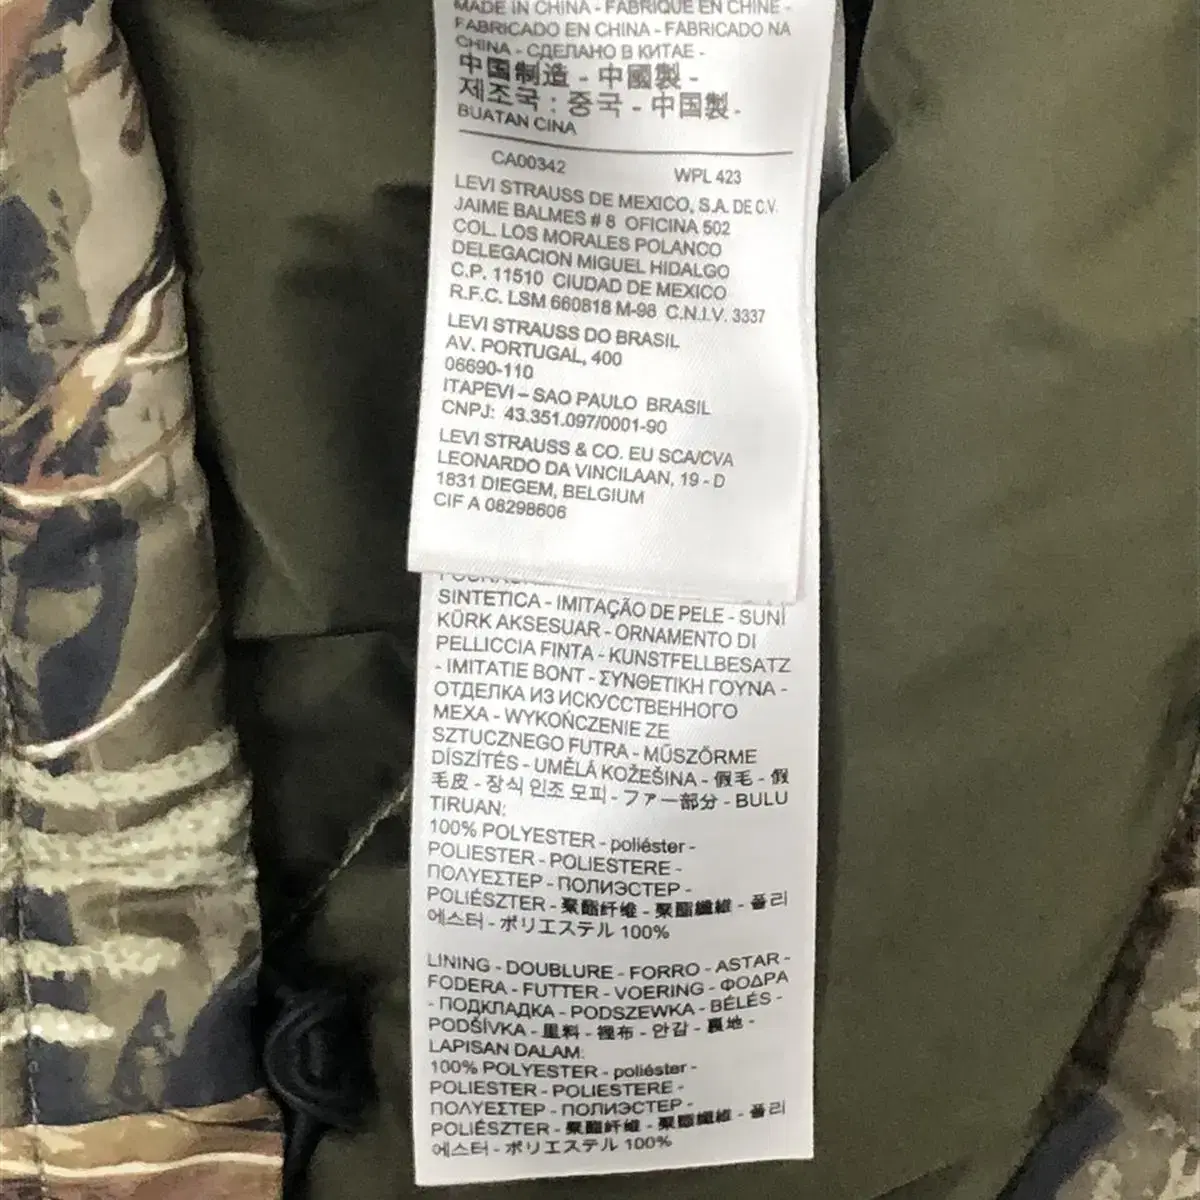 MADE IN CHINA - FABRIQUÉ EN CHINE -
FABRICADO EN CHINA - FABRICADO NA
CHINA - СДЕЛАНО В КИТАЕ -
中国制造 - 中國製 -
제조국 : 중국 - 中国製 -
BUATAN CINA
CA00342 WPL 423
LEVI STRAUSS DE MEXICO, S.A. DE C.V.
JAIME BALMES # 8 OFICINA 502
COL. LOS MORALES POLANCO
DELEGACION MIGUEL HIDALGO
C.P. 11510 CIUDAD DE MEXICO
R.F.C. LSM 660818 M-98 C.N.I.V. 3337
LEVI STRAUSS DO BRASIL
AV. PORTUGAL, 400
06690-110
ITAPEVI – SAO PAULO BRASIL
CNPJ: 43.351.097/0001-90
LEVI STRAUSS & CO. EU SCA/CVA
LEONARDO DA VINCILAAN, 19 - D
1831 DIEGEM, BELGIUM
CIF A 08298606
SINTETICA - IMITAÇÃO DE PELE - SUNİ
KÜRK AKSESUAR - ORNAMENTO DI
PELLICCIA FINTA - KUNSTFELLBESATZ
- IMITATIE BONT - ΣΥΝΘΕΤΙΚΗ ΓΟΥΝΑ -
ОТДЕЛКА ИЗ ИСКУССТВЕННОГО
МЕХА - WYKOŃCZENIE ZE
SZTUCZNEGO FUTRA - MŰSZŐRME
DÍSZÍTÉS - UMĚLÁ KOŽEŠINA - 假毛 - 假
毛皮 - 장식 인조 모피 - ファー部分 - BULU
TIRUAN:
100% POLYESTER - poliéster -
POLIESTER - POLIESTERE -
ΠΟΛΥΕΣΤΕΡ - ПОЛИЭСТЕР -
POLIÉSZTER - 聚酯纤维 - 聚酯纖維 - 폴리
에스터 - ポリエステル 100%
LINING - DOUBLURE - FORRO - ASTAR -
FODERA - FUTTER - VOERING - ΦΟΔΡΑ
- ПОДКЛАДКА - PODSZEWKA - BÉLÉS -
PODŠÍVKA - 里料 - 裡布 - 안감 - 裏地 -
LAPISAN DALAM:
100% POLYESTER - poliéster -
POLIESTER - POLIESTERE -
ΠΟΛΥΕΣΤΕΡ - ПОЛИЭСТЕР -
POLIÉSZTER - 聚酯纤维 - 聚酯纖維 - 폴리
에스터 - ポリエステル 100%